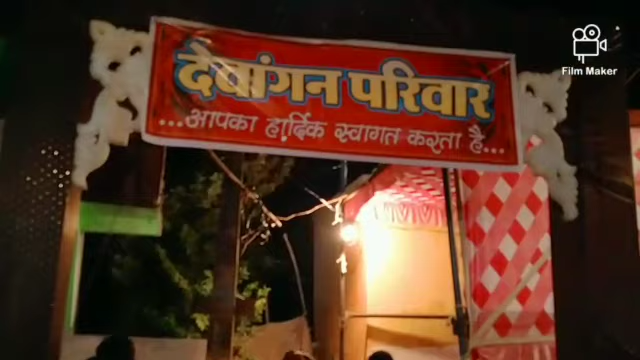 देवांगन परिवार
...आपका हार्दिक स्वागत करता है...
Film Maker